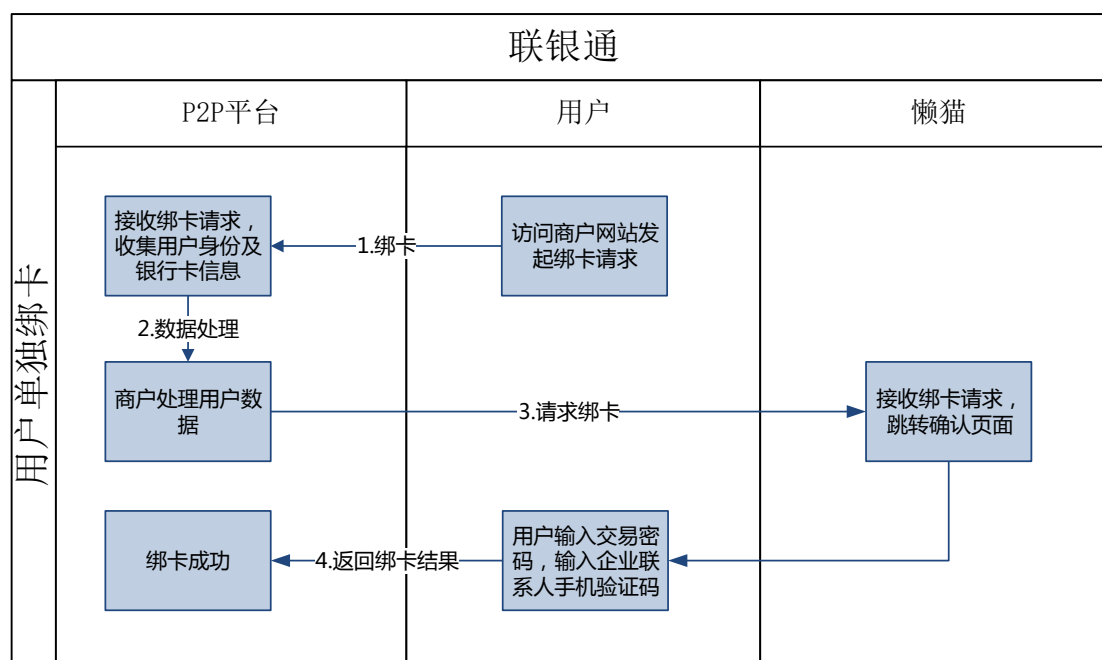 联银通
P2P平台
用户
懒猫
用户单独绑卡
接收绑卡请求，
收集用户身份及
银行卡信息
1.绑卡
访问商户网站发
起绑卡请求
2.数据处理
商户处理用户数
据
3.请求绑卡
接收绑卡请求，
跳转确认页面
绑卡成功
4.返回绑卡结果
用户输入交易密
码，输入企业联
系人手机验证码